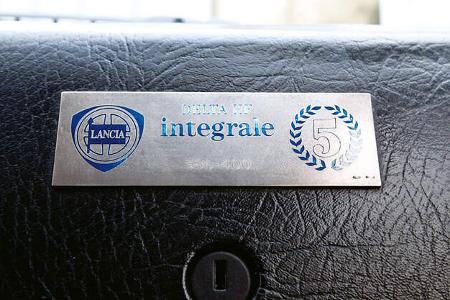 LANCIA
DELTA HF
integrale
5